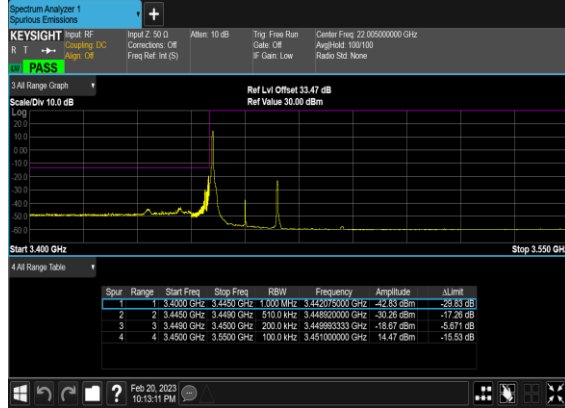 Spectrum Analyzer 1
Spurious Emissions
+
KEYSIGHT Input: RF Input Z: 50 Ω Atten: 10 dB Trig: Free Run Center Freq: 22.005000000 GHz
R T Coupling: DC Corrections: Off Gate: Off Avg|Hold: 100/100
Align: Off Freq Ref: Int (S) IF Gain: Low Radio Std: None
PASS
3 All Range Graph
Ref Lvl Offset 33.47 dB
Scale/Div 10.0 dB Ref Value 30.00 dBm
Log
20.0
10.0
0.00
-10.0
-20.0
-30.0
-40.0
-50.0
-60.0
Start 3.400 GHz Stop 3.550 GH
4 All Range Table
Spur Range Start Freq Stop Freq RBW Frequency Amplitude ΔLimit
1 1 3.4000 GHz 3.4450 GHz 1.000 MHz 3.442075000 GHz -42.83 dBm -29.83 dB
2 2 3.4450 GHz 3.4490 GHz 510.0 kHz 3.448920000 GHz -30.26 dBm -17.26 dB
3 3 3.4490 GHz 3.4500 GHz 200.0 kHz 3.449993333 GHz -18.67 dBm -5.671 dB
4 4 3.4500 GHz 3.5500 GHz 100.0 kHz 3.451000000 GHz 14.47 dBm -15.53 dB
? Feb 20, 2023
10:13:11 PM